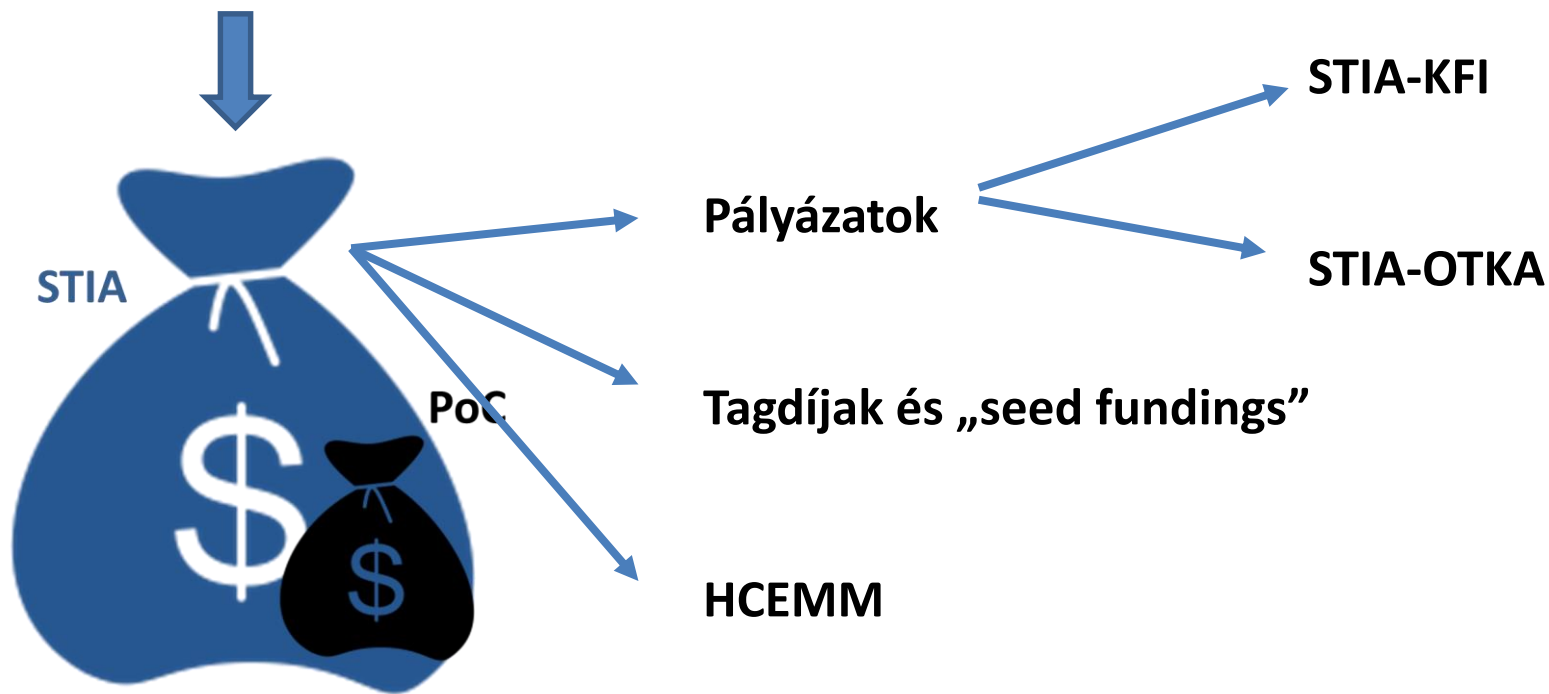 STIA
$
PoC
$
Pályázatok
STIA-KFI
STIA-OTKA
Tagdíjak és „seed fundings”
HCEMM